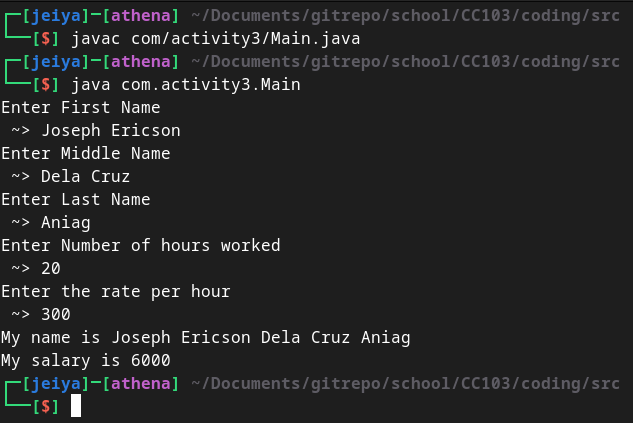 ┌─[jeiya]─[athena] ~/Documents/gitrepo/school/CC103/coding/src
└──[$] javac com/activity3/Main.java
┌─[jeiya]─[athena] ~/Documents/gitrepo/school/CC103/coding/src
└──[$] java com.activity3.Main
Enter First Name
 ~> Joseph Ericson
Enter Middle Name
 ~> Dela Cruz
Enter Last Name
 ~> Aniag
Enter Number of hours worked
 ~> 20
Enter the rate per hour
 ~> 300
My name is Joseph Ericson Dela Cruz Aniag
My salary is 6000
┌─[jeiya]─[athena] ~/Documents/gitrepo/school/CC103/coding/src
└──[$]